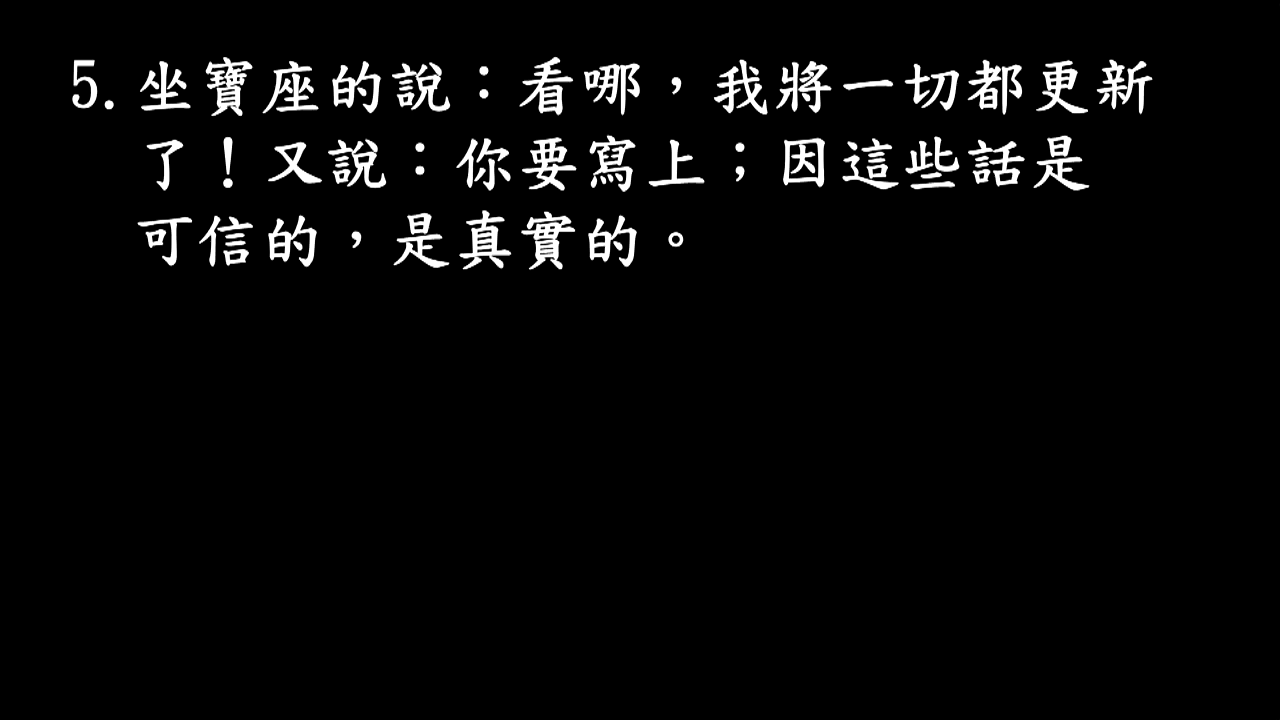 5. 坐寶座的說：看哪，我將一切都更新
了！又說：你要寫上；因這些話是
可信的，是真實的。